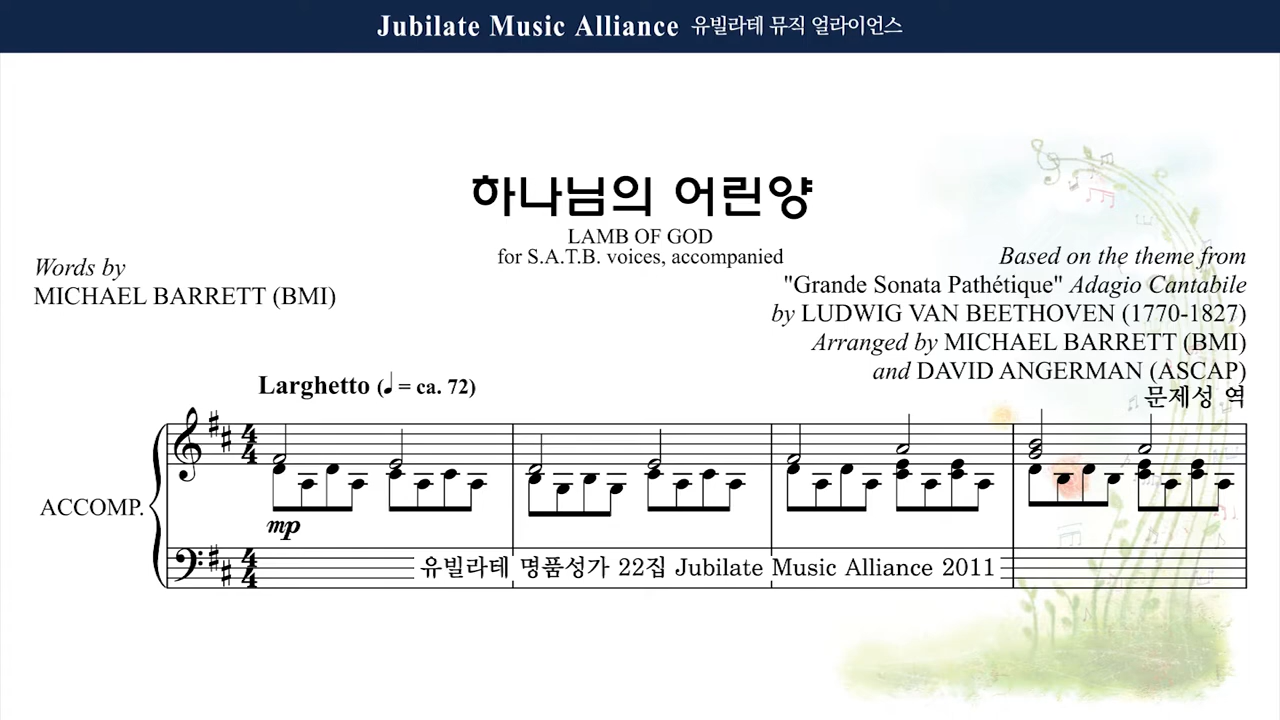 Jubilate Music Alliance 유빌라테 뮤직 얼라이언스
하나님의 어린양
LAMB OF GOD
for S.A.T.B. voices, accompanied
Words by
MICHAEL BARRETT (BMI)
Based on the theme from
"Grande Sonata Pathétique" Adagio Cantabile
by LUDWIG VAN BEETHOVEN (1770-1827)
Arranged by MICHAEL BARRETT (BMI)
and DAVID ANGERMAN (ASCAP)
문제성 역
Larghetto (♩ = ca. 72)
ACCOMP.
mp
유빌라테 명품성가 22집 Jubilate Music Alliance 2011